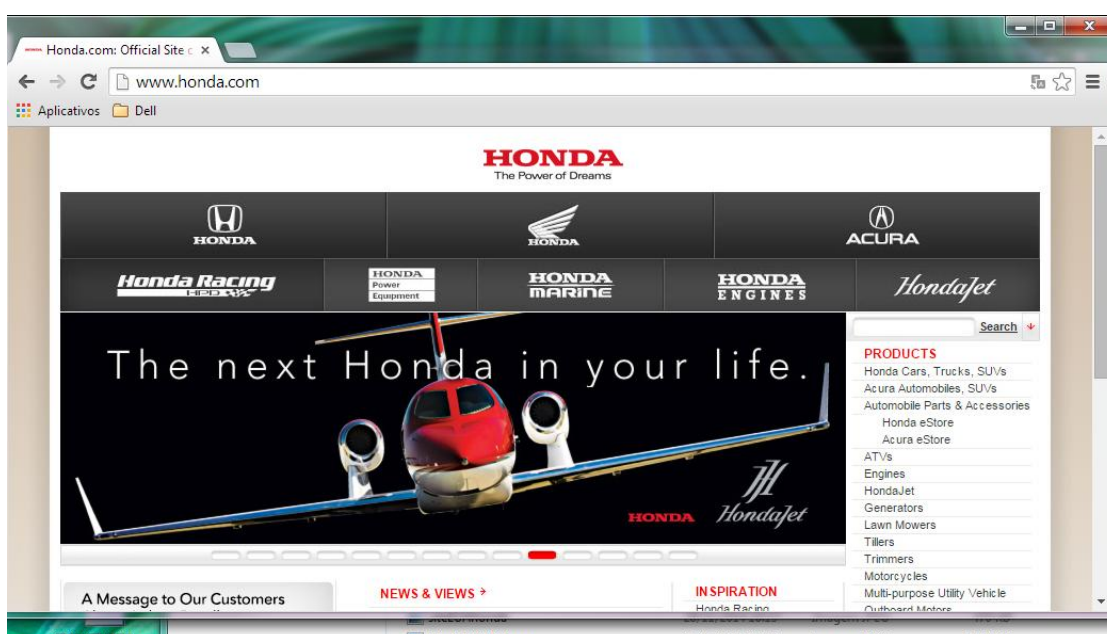 Honda.com: Official Site c
www.honda.com
Aplicativos Dell
HONDA
The Power of Dreams
HONDA HONDA ACURA
Honda Racing HPD
HONDA Power Equipment
HONDA MARINE
HONDA ENGINES
HondaJet
The next Honda in your life.
HONDA HondaJet
Search
PRODUCTS
Honda Cars, Trucks, SUVs
Acura Automobiles, SUVs
Automobile Parts & Accessories
Honda eStore
Acura eStore
ATVs
Engines
HondaJet
Generators
Lawn Mowers
Tillers
Trimmers
Motorcycles
Multi-purpose Utility Vehicle
Outboard Motors
A Message to Our Customers
NEWS & VIEWS
INSPIRATION
Honda Racing